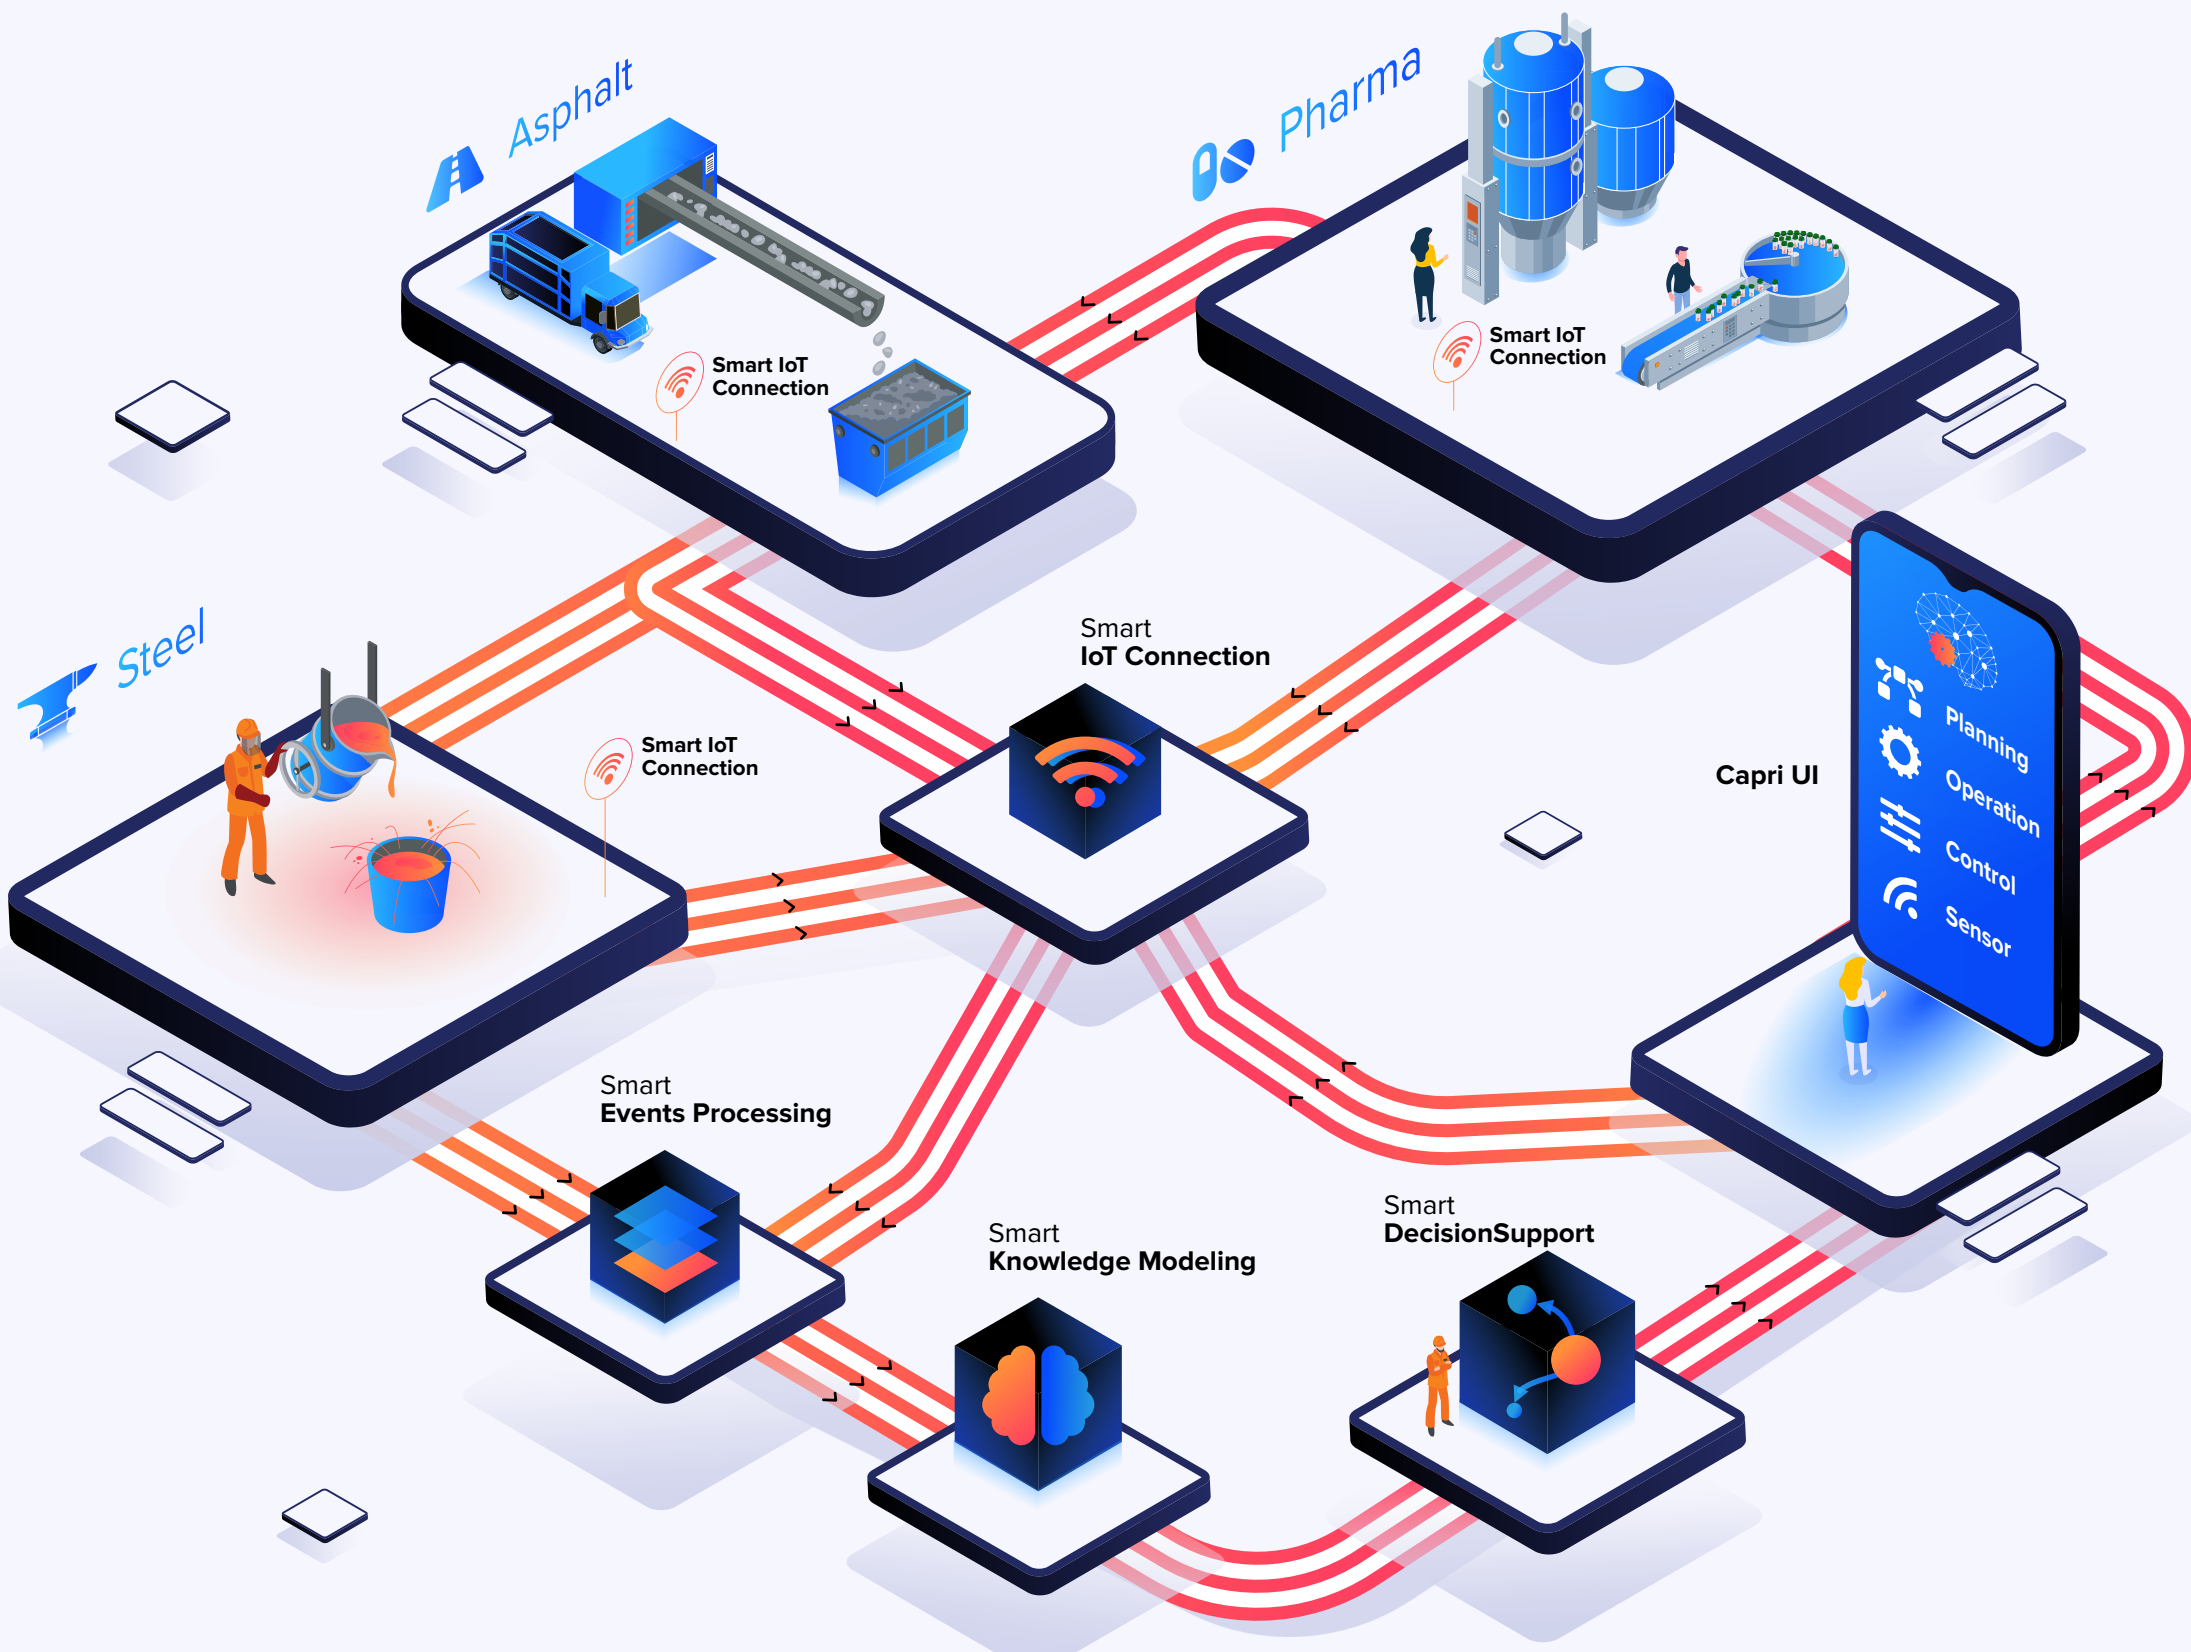 Asphalt
Pharma
Smart IoT
Connection
Smart IoT
Connection
Steel
Smart
IoT Connection
Smart IoT
Connection
Capri UI
Planning
Operation
Control
Sensor
Smart
Events Processing
Smart
Knowledge Modeling
Smart
DecisionSupport